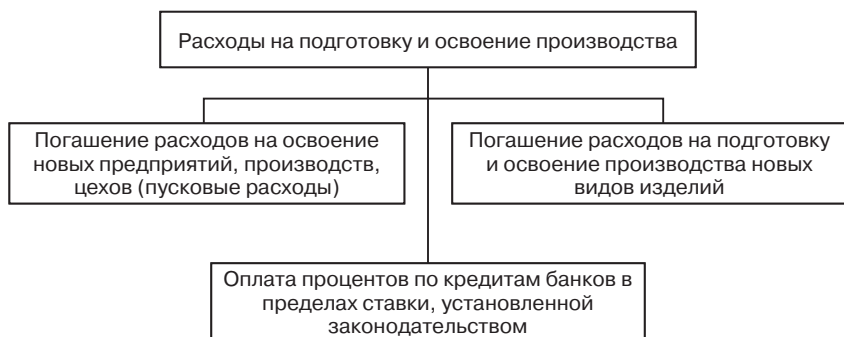 Расходы на подготовку и освоение производства
Погашение расходов на освоение
новых предприятий, производств,
цехов (пусковые расходы)
Погашение расходов на подготовку
и освоение производства новых
видов изделий
Оплата процентов по кредитам банков в
пределах ставки, установленной
законодательством